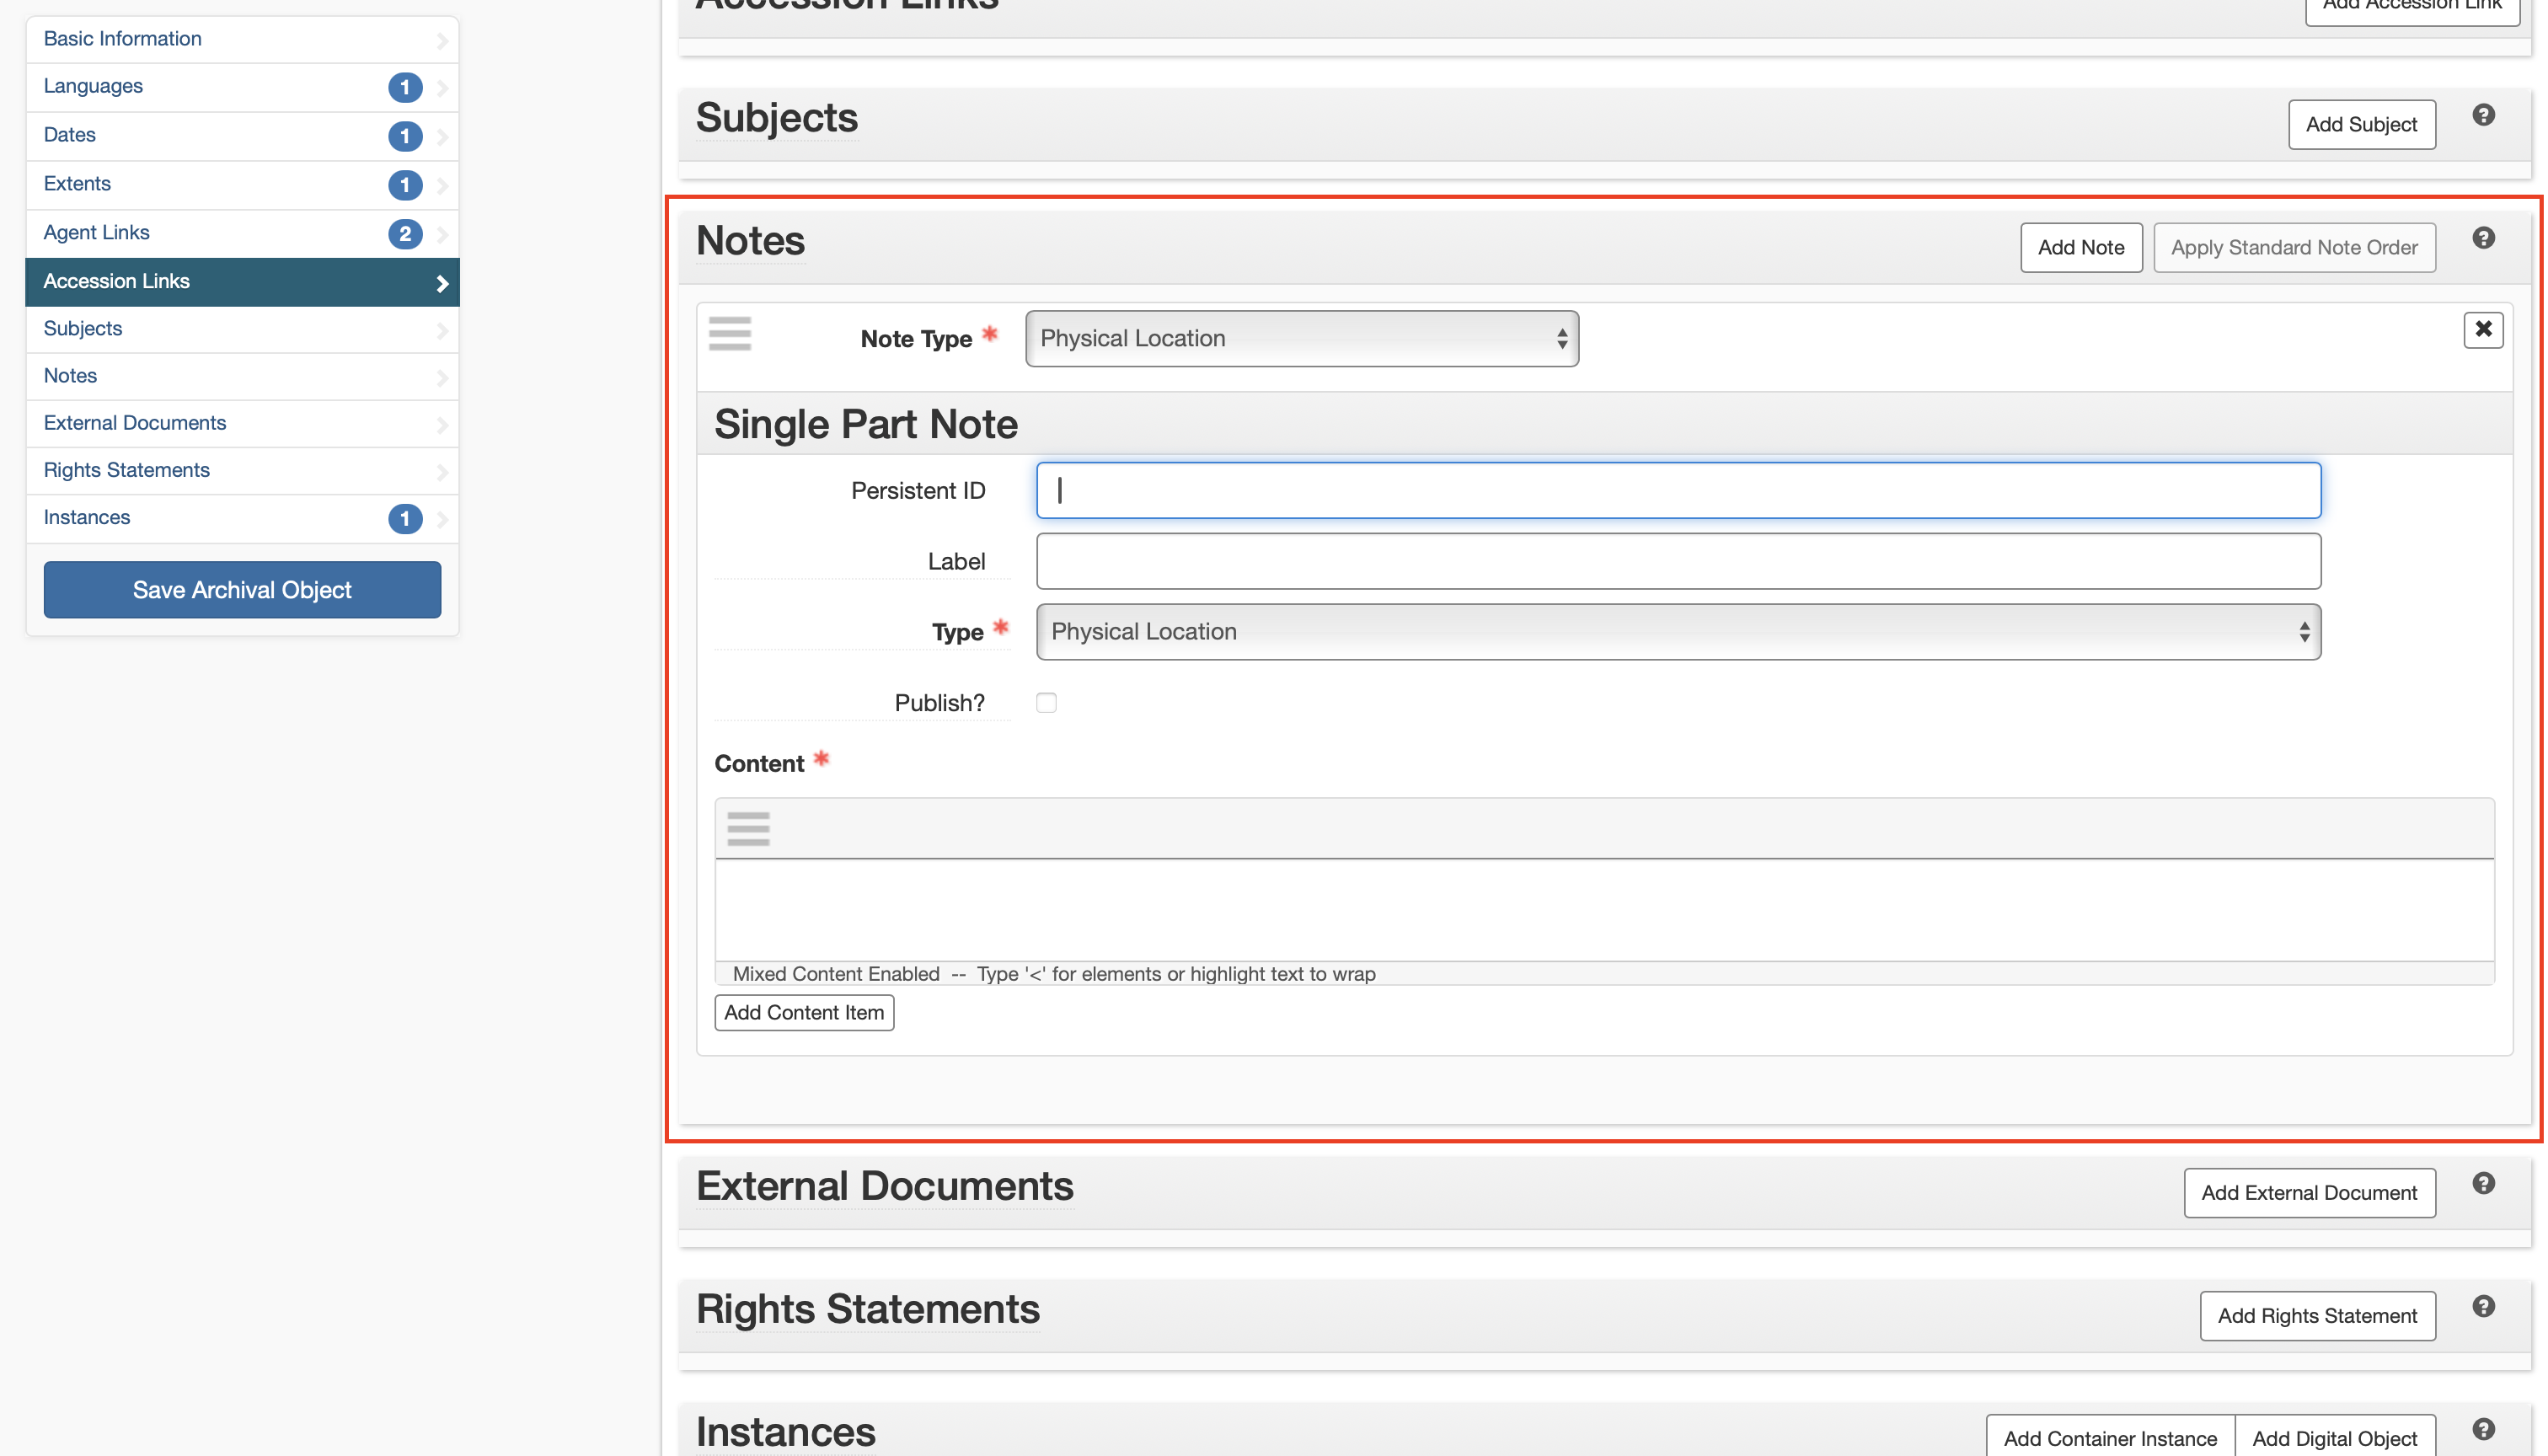 Basic Information
Languages 1
Dates 1
Extents 1
Agent Links 2
Accession Links
Subjects
Notes
External Documents
Rights Statements
Instances 1
Save Archival Object
Accession Links
Add Accession Link
Subjects
Add Subject
Notes
Add Note
Apply Standard Note Order
Note Type *
Physical Location
Single Part Note
Persistent ID
Label
Type *
Physical Location
Publish?
Content *
Mixed Content Enabled -- Type '<' for elements or highlight text to wrap
Add Content Item
External Documents
Add External Document
Rights Statements
Add Rights Statement
Instances
Add Container Instance
Add Digital Object